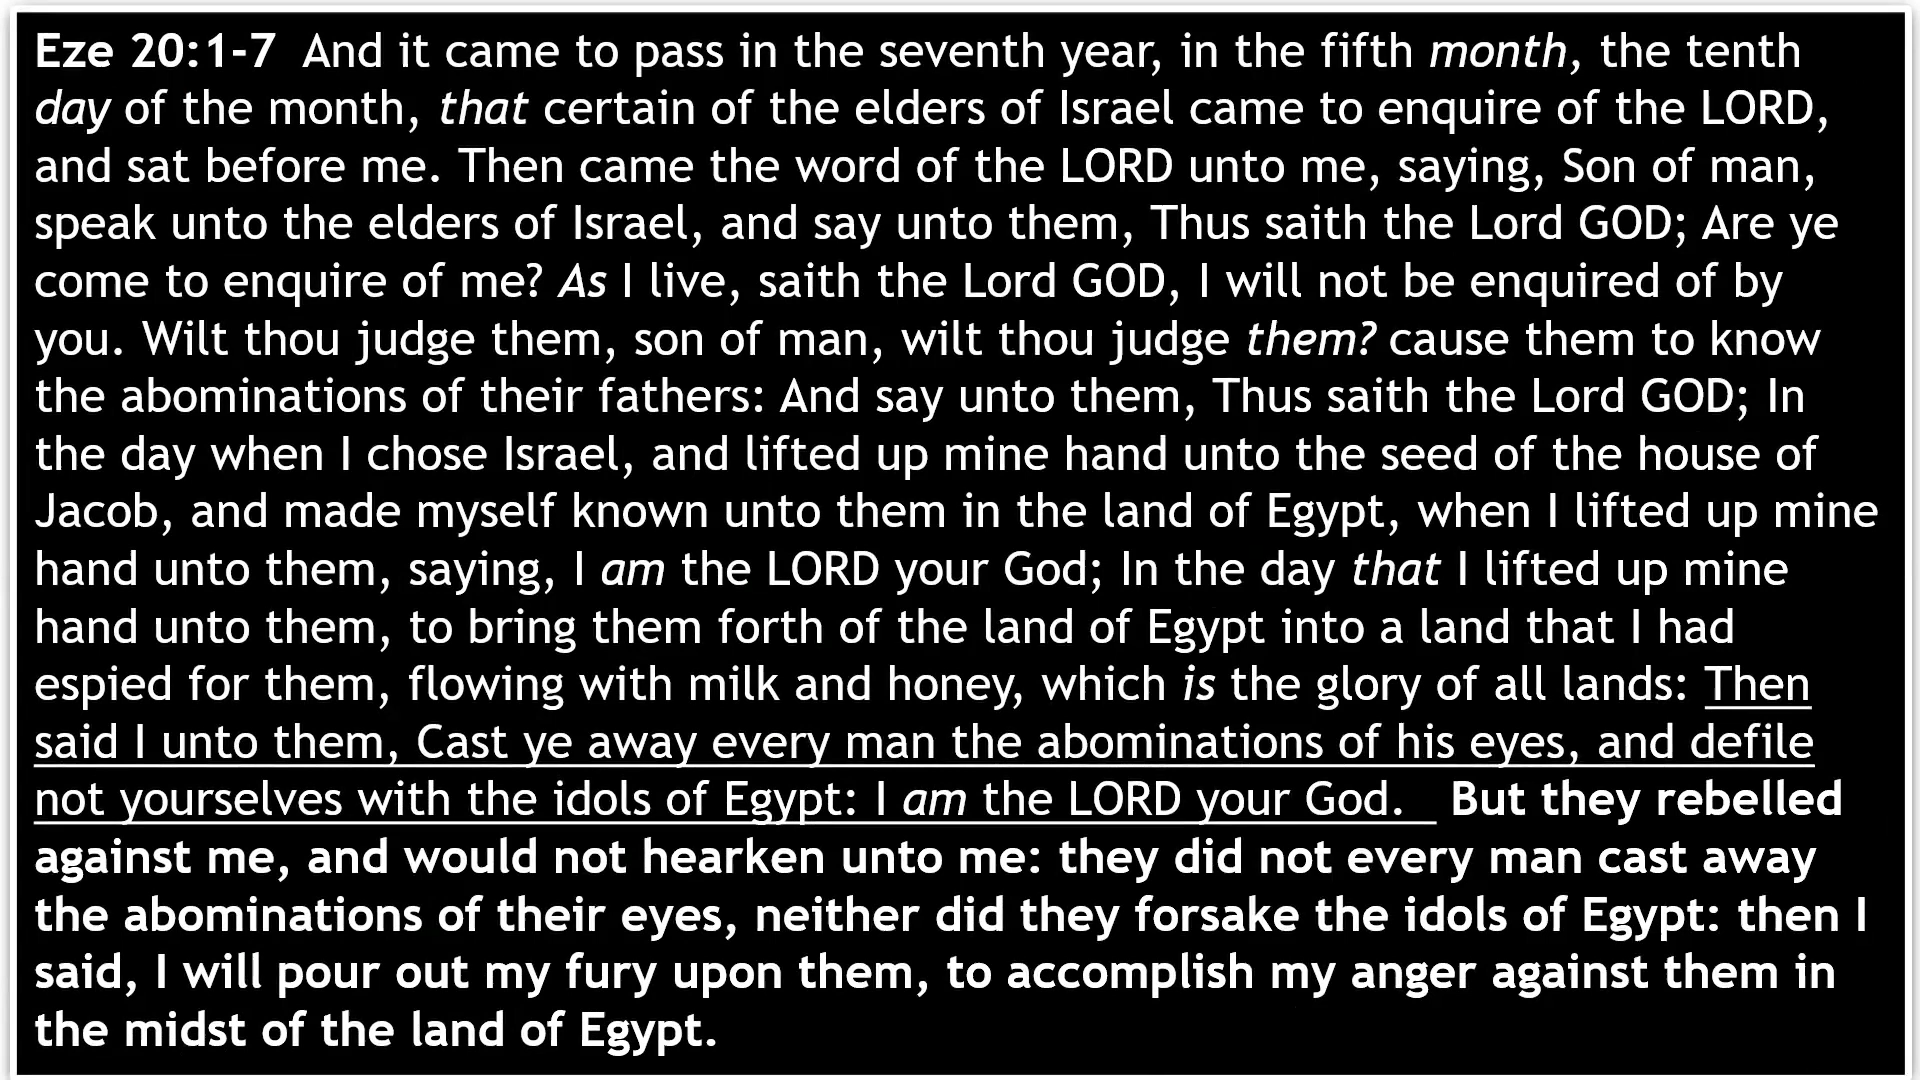 Eze 20:1-7  And it came to pass in the seventh year, in the fifth month, the tenth
day of the month, that certain of the elders of Israel came to enquire of the LORD,
and sat before me. Then came the word of the LORD unto me, saying, Son of man,
speak unto the elders of Israel, and say unto them, Thus saith the Lord GOD; Are ye
come to enquire of me? As I live, saith the Lord GOD, I will not be enquired of by
you. Wilt thou judge them, son of man, wilt thou judge them? cause them to know
the abominations of their fathers: And say unto them, Thus saith the Lord GOD; In
the day when I chose Israel, and lifted up mine hand unto the seed of the house of
Jacob, and made myself known unto them in the land of Egypt, when I lifted up mine
hand unto them, saying, I am the LORD your God; In the day that I lifted up mine
hand unto them, to bring them forth of the land of Egypt into a land that I had
espied for them, flowing with milk and honey, which is the glory of all lands: Then
said I unto them, Cast ye away every man the abominations of his eyes, and defile
not yourselves with the idols of Egypt: I am the LORD your God.   But they rebelled
against me, and would not hearken unto me: they did not every man cast away
the abominations of their eyes, neither did they forsake the idols of Egypt: then I
said, I will pour out my fury upon them, to accomplish my anger against them in
the midst of the land of Egypt.